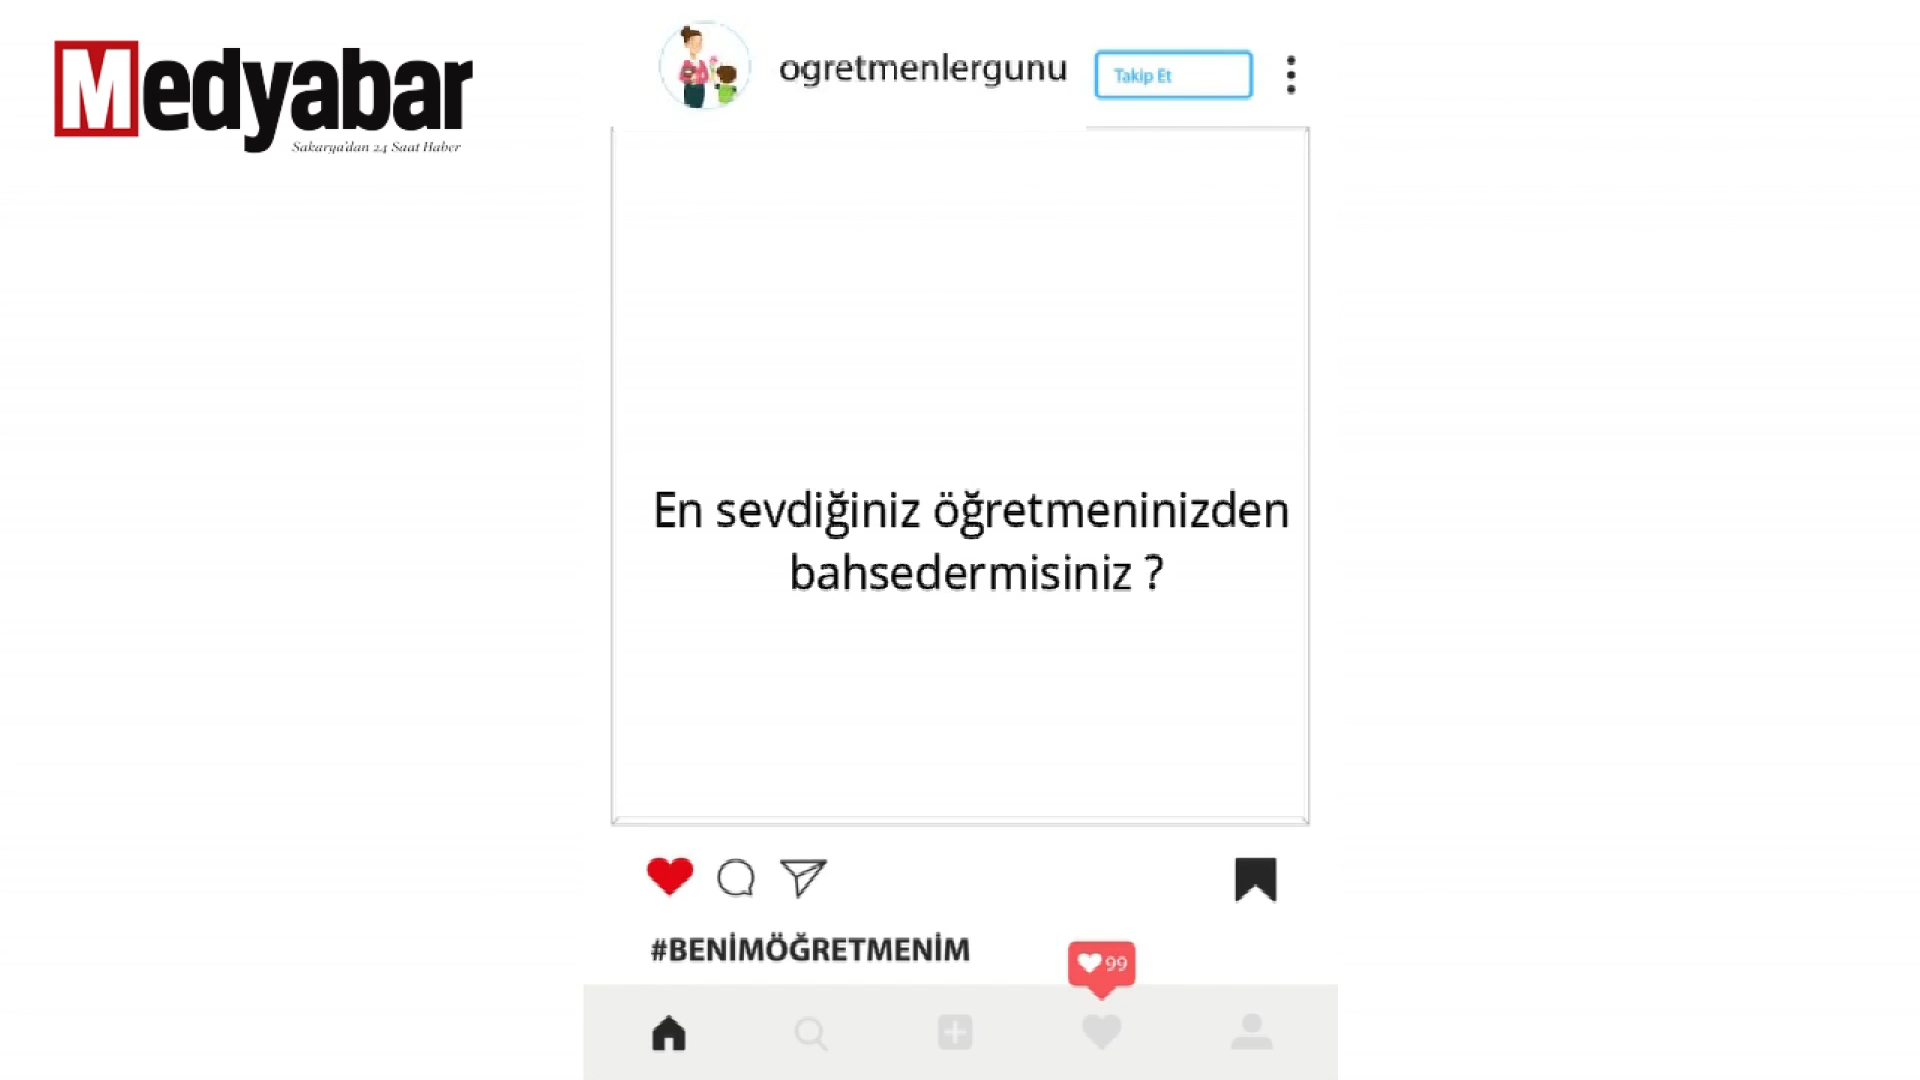 Medyabar
Sakarya'dan 24 Saat Haber
ogretmenlergunu
Takip Et
En sevdiğiniz öğretmeninizden
bahsedermisiniz ?
#BENİMÖĞRETMENİM
99